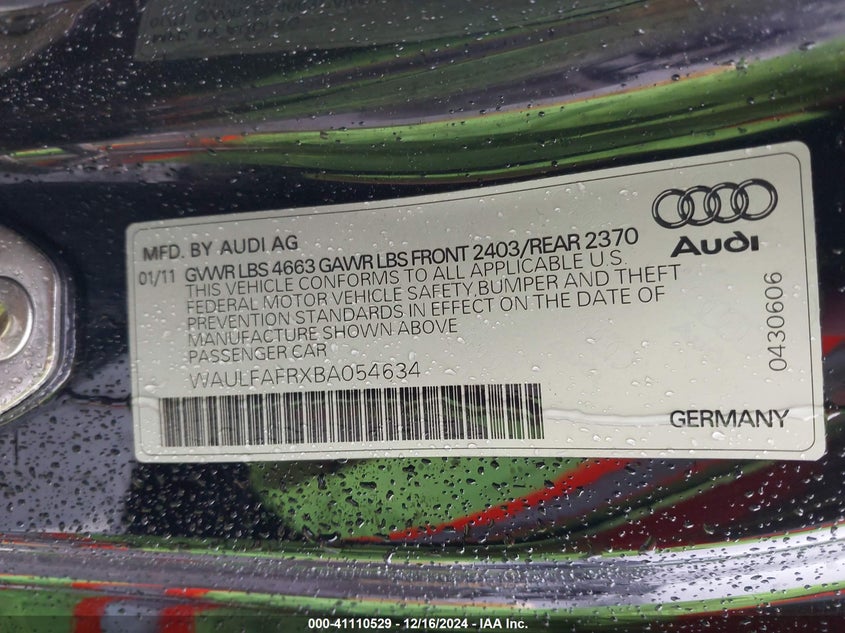 MFD. BY AUDI AG
01/11 GVWR LBS 4663 GAWR LBS FRONT 2403/REAR 2370
THIS VEHICLE CONFORMS TO ALL APPLICABLE U.S.
FEDERAL MOTOR VEHICLE SAFETY, BUMPER AND THEFT
PREVENTION STANDARDS IN EFFECT ON THE DATE OF
MANUFACTURE SHOWN ABOVE
PASSENGER CAR
WAULFAFRXBA054634
Audi
0430606
GERMANY
000-41110529 - 12/16/2024 - IAA Inc.